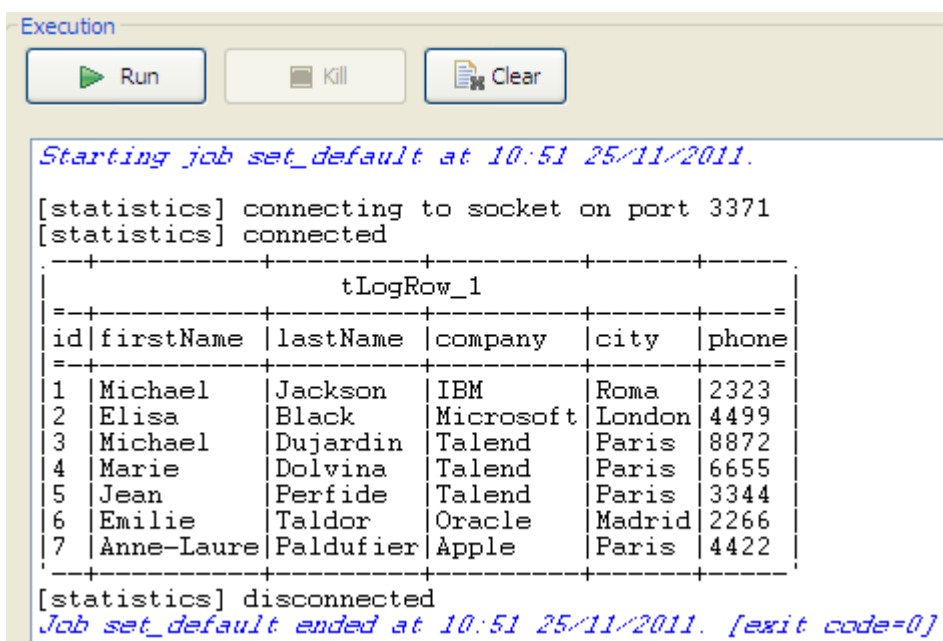 Execution
Run Kill Clear
Starting job set_default at 10:51 25/11/2011.
[statistics] connecting to socket on port 3371
[statistics] connected
.--+----------+---------+---------+------+-----.
|                   tLogRow_1                   |
|=-+----------+---------+---------+------+----=|
|id|firstName |lastName |company  |city  |phone|
|=-+----------+---------+---------+------+----=|
|1 |Michael   |Jackson  |IBM      |Roma  |2323 |
|2 |Elisa     |Black    |Microsoft|London|4499 |
|3 |Michael   |Dujardin |Talend   |Paris |8872 |
|4 |Marie     |Dolvina  |Talend   |Paris |6655 |
|5 |Jean      |Perfide  |Talend   |Paris |3344 |
|6 |Emilie    |Taldor   |Oracle   |Madrid|2266 |
|7 |Anne-Laure|Paldufier|Apple    |Paris |4422 |
'--+----------+---------+---------+------+-----'
[statistics] disconnected
Job set_default ended at 10:51 25/11/2011. [exit code=0]